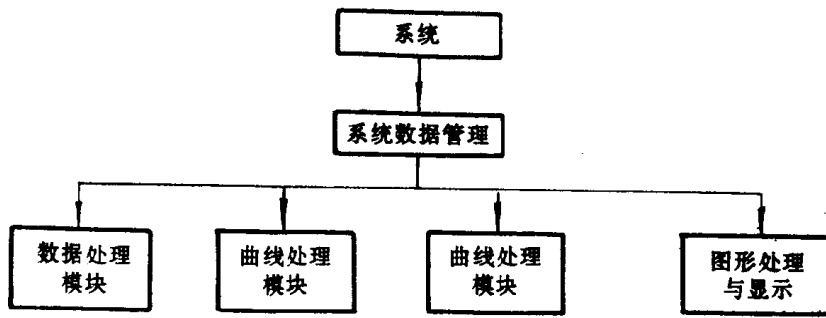 系统
系统数据管理
数据处理
模块
曲线处理
模块
曲线处理
模块
图形处理
与显示